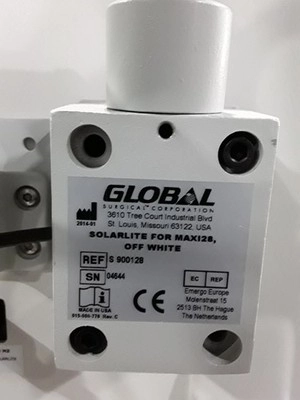 GLOBAL
SURGICAL CORPORATION
3610 Tree Court Industrial Blvd
St. Louis, Missouri 63122, USA
2014-01
SOLARLITE FOR MAXI28,
OFF WHITE
REF S 900128
SN 04644
EC REP
MADE IN USA
CE
Emergo Europe
Molenstraat 15
2513 BH The Hague
The Netherlands